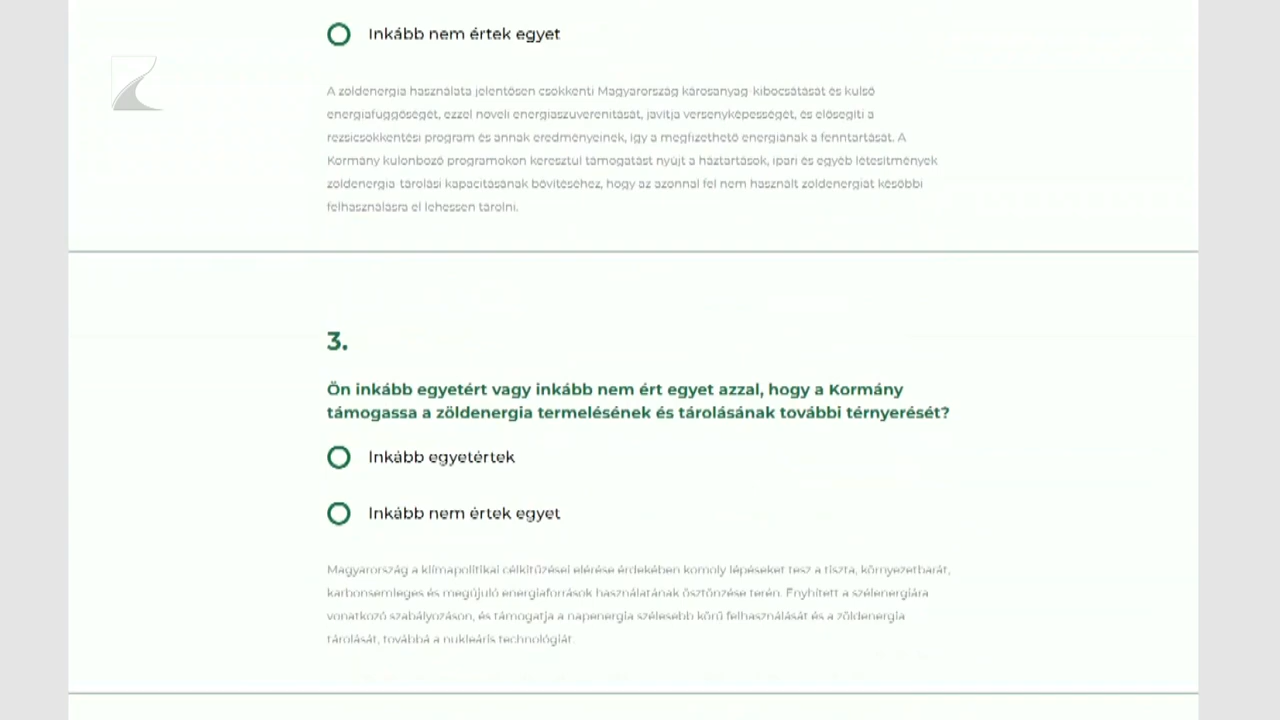 Inkább nem értek egyet
A zöldenergia használata jelentősen csökkenti Magyarország károsanyag-kibocsátását és külső
energiafüggőségét, ezzel növeli energiaszuverenitását, javítja versenyképességét, és elősegíti a
rezsicsökkentési program és annak eredményeinek, így a megfizethető energiának a fenntartását. A
Kormány különböző programokon keresztül támogatást nyújt a háztartások, ipari és egyéb létesítmények
zöldenergia-tárolási kapacitásának bővítéséhez, hogy az azonnal fel nem használt zöldenergiát későbbi
felhasználásra el lehessen tárolni.
3.
Ön inkább egyetért vagy inkább nem ért egyet azzal, hogy a Kormány
támogassa a zöldenergia termelésének és tárolásának további térnyerését?
Inkább egyetértek
Inkább nem értek egyet
Magyarország a klímapolitikai célkitűzései elérése érdekében komoly lépéseket tesz a tiszta, környezetbarát,
karbonsemleges és megújuló energiaforrások használatának ösztönzése terén. Enyhített a szélenergiára
vonatkozó szabályozáson, és támogatja a napenergia szélesebb körű felhasználását és a zöldenergia
tárolását, továbbá a nukleáris technológiát.